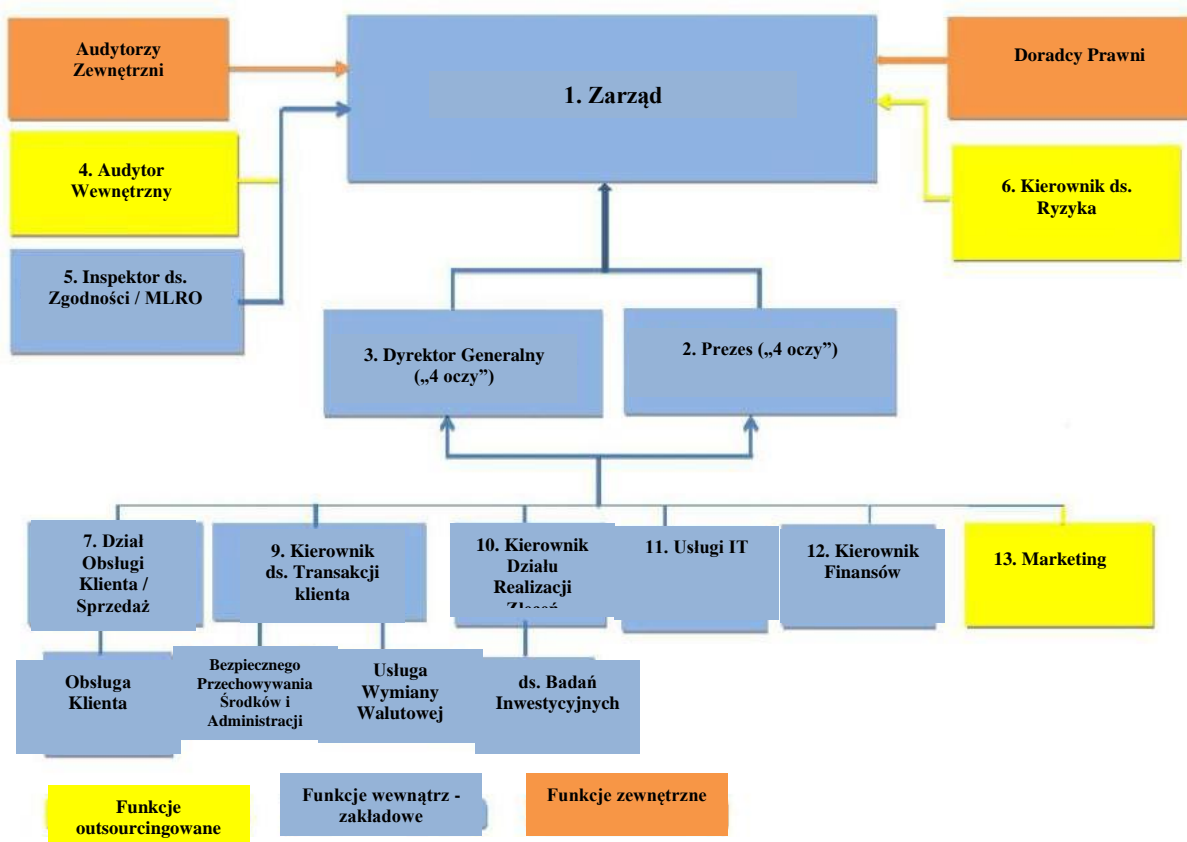 Audytorzy
Zewnętrzni
1. Zarząd
Doradcy Prawni
4. Audytor
Wewnętrzny
6. Kierownik ds.
Ryzyka
5. Inspektor ds.
Zgodności / MLRO
3. Dyrektor Generalny
(„4 oczy”)
2. Prezes („4 oczy”)
7. Dział
Obsługi
Klienta /
Sprzedaż
9. Kierownik
ds. Transakcji
klienta
10. Kierownik
Działu
Realizacji
11. Usługi IT
12. Kierownik
Finansów
13. Marketing
Obsługa
Klienta
Bezpiecznego
Przechowywania
Środków i
Administracji
Usługa
Wymiany
Walutowej
ds. Badań
Inwestycyjnych
Funkcje
outsourcingowane
Funkcje wewnątrz -
zakładowe
Funkcje zewnętrzne